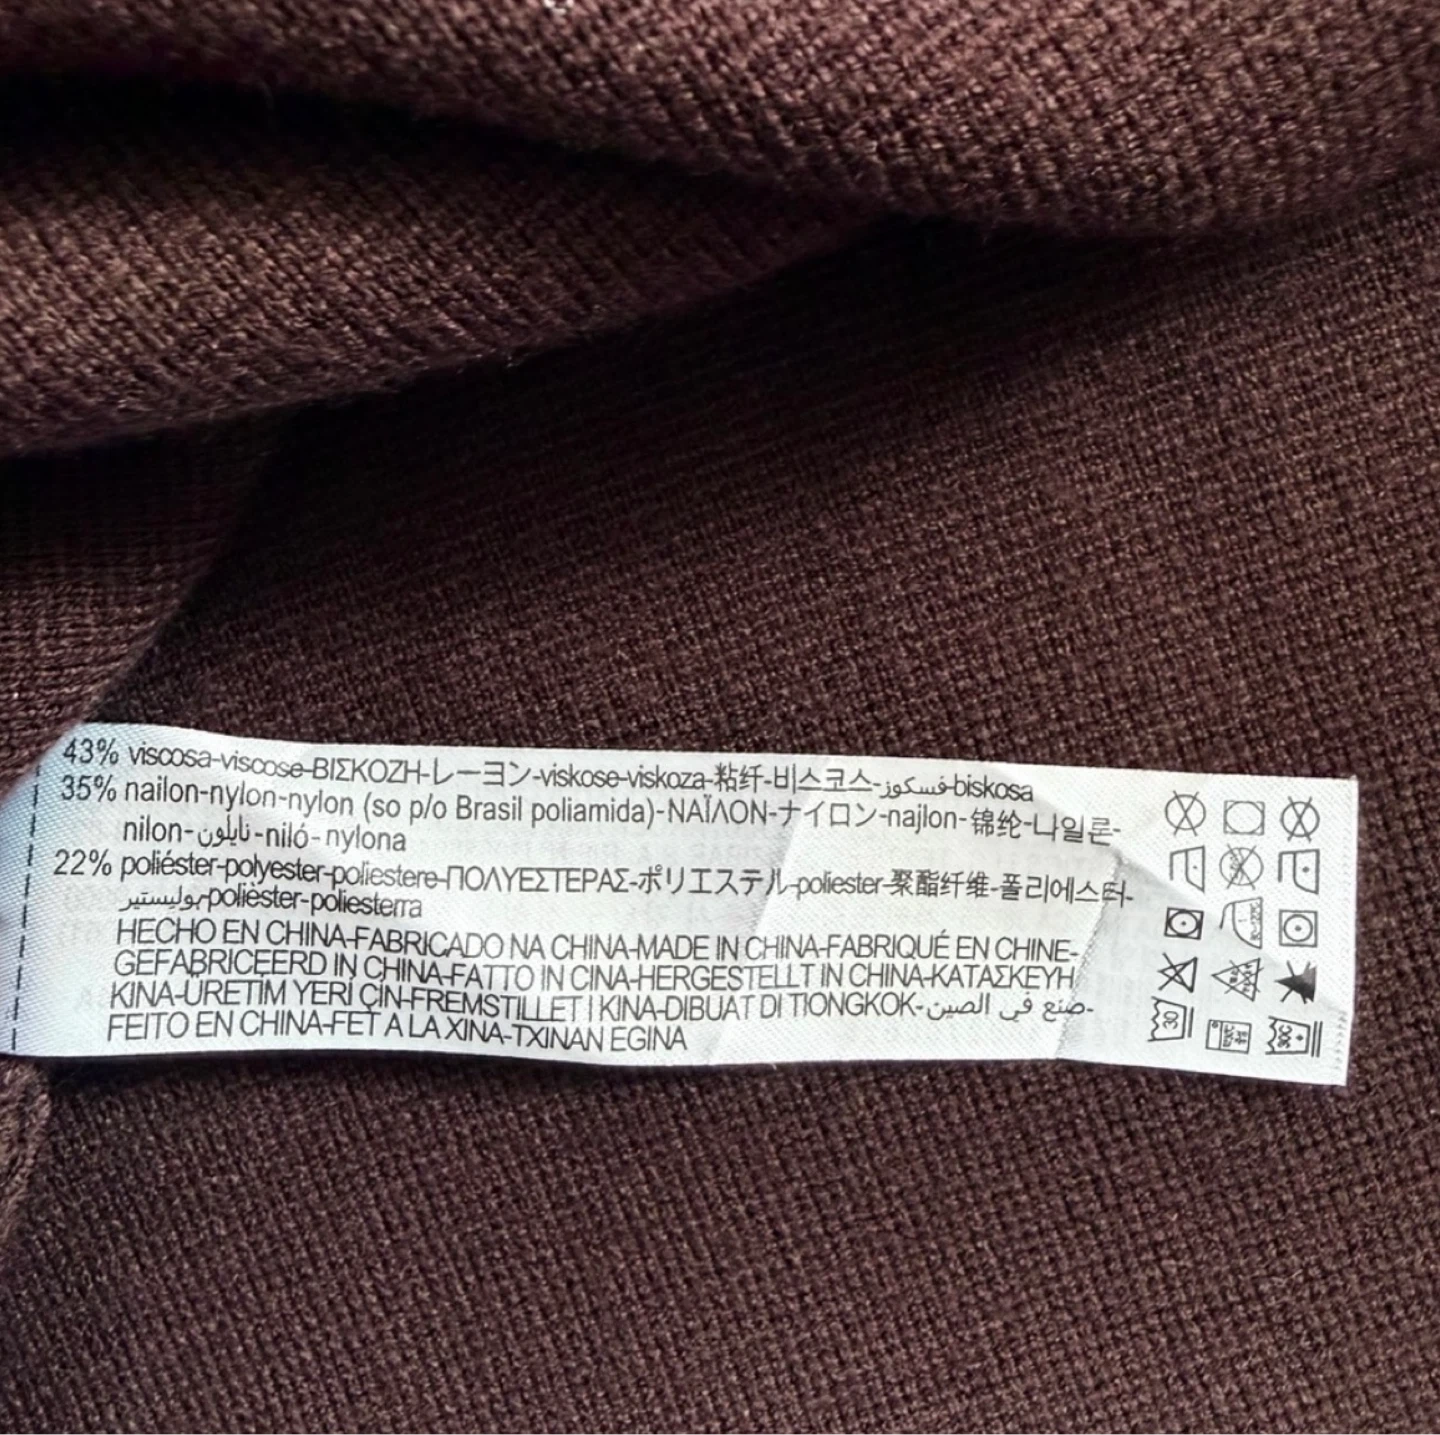 43% viscosa-viscose-ΒΙΣΚΟΖΗ-レーヨン-viskose-viskoza-粘纤-비스코스-فسكوز-biskosa
35% nailon-nylon-nylon (so p/o Brasil poliamida)-ΝΑΪΛΟΝ-ナイロン-najlon-锦纶-나일론-
nilon-نايلون-niló-nylona
22% poliéster-polyester-poliestere-ΠΟΛΥΕΣΤΕΡΑΣ-ポリエステル-poliester-聚酯纤维-폴리에스터-
بوليستير-polièster-poliesterra
HECHO EN CHINA-FABRICADO NA CHINA-MADE IN CHINA-FABRIQUÉ EN CHINE-
GEFABRICEERD IN CHINA-FATTO IN CINA-HERGESTELLT IN CHINA-ΚΑΤΑΣΚΕΥΗ
ΚΙΝΑ-ÜRETİM YERİ ÇİN-FREMSTILLET I KINA-DIBUAT DI TIONGKOK-صنع في الصين-
FEITO EN CHINA-FET A LA XINA-TXINAN EGINA
30
30C